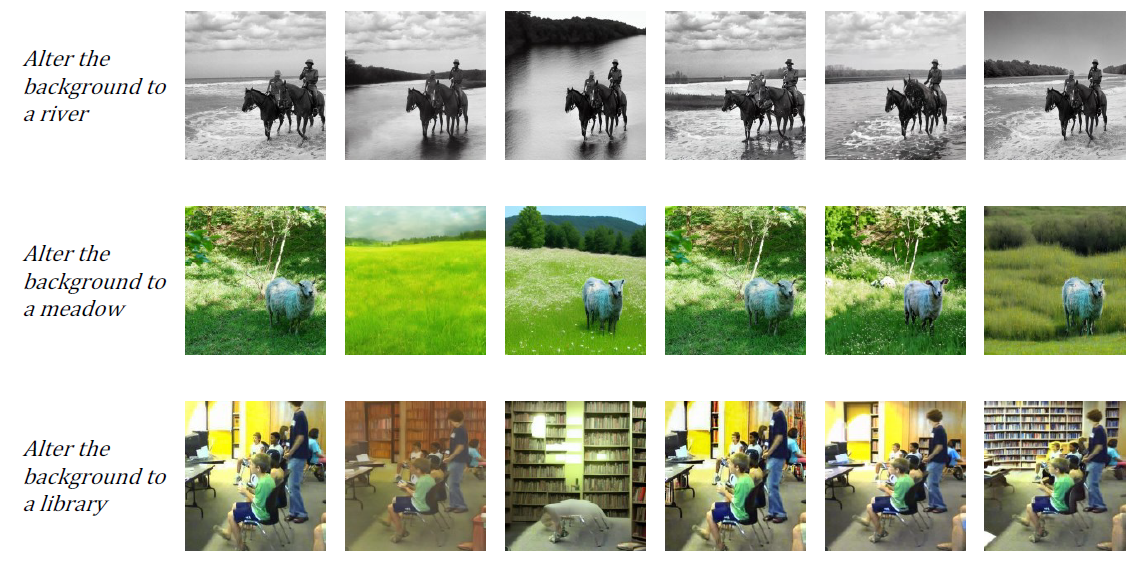 Alter the
background to
a river
Alter the
background to
a meadow
Alter the
background to
a library